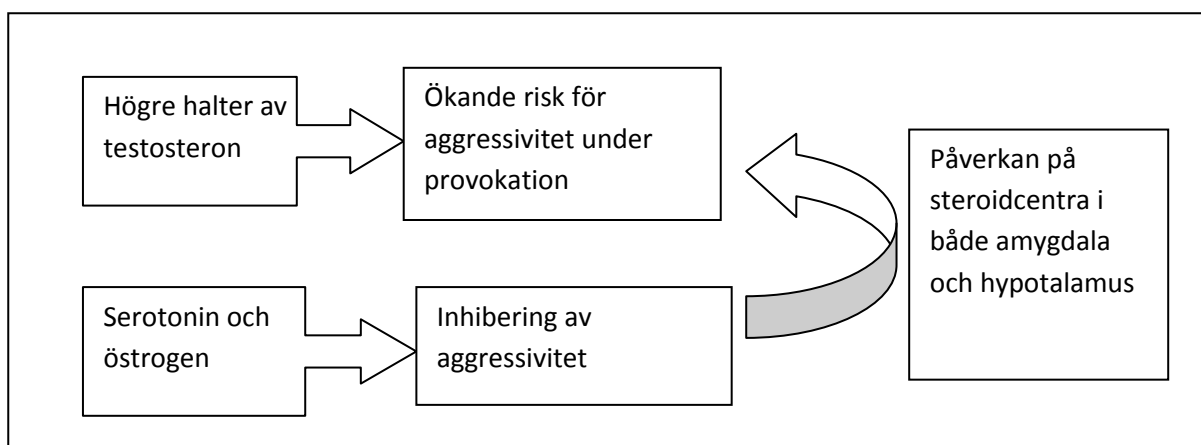 Högre halter av
testosteron
Ökande risk för
aggressivitet under
provokation
Påverkan på
steroidcentra i
både amygdala
och hypotalamus
Serotonin och
östrogen
Inhibering av
aggressivitet